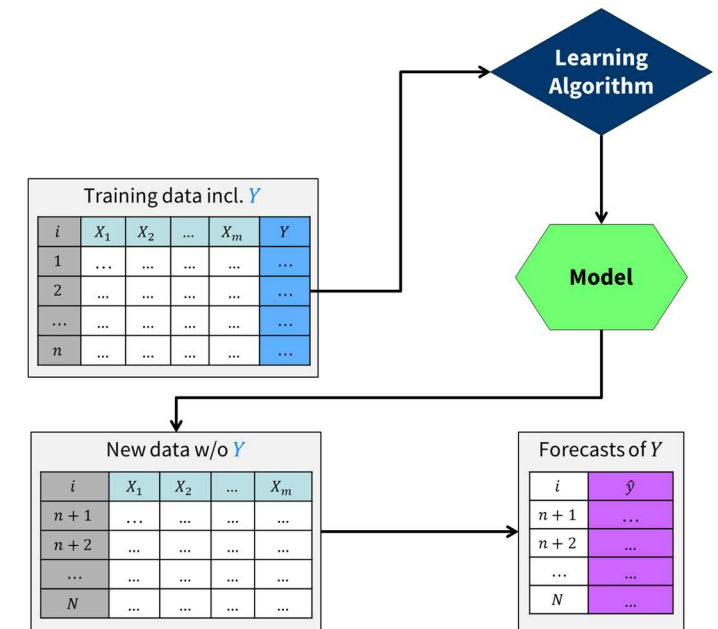 Learning
Algorithm
Training data incl. Y
i X₁ X₂ ... Xₘ Y
1 ... ... ... ... ...
2 ... ... ... ... ...
... ... ... ... ... ...
n ... ... ... ... ...
Model
New data w/o Y
i X₁ X₂ ... Xₘ
n + 1 ... ... ... ...
n + 2 ... ... ... ...
... ... ... ... ...
N ... ... ... ...
Forecasts of Y
i ŷ
n + 1 ...
n + 2 ...
... ...
N ...